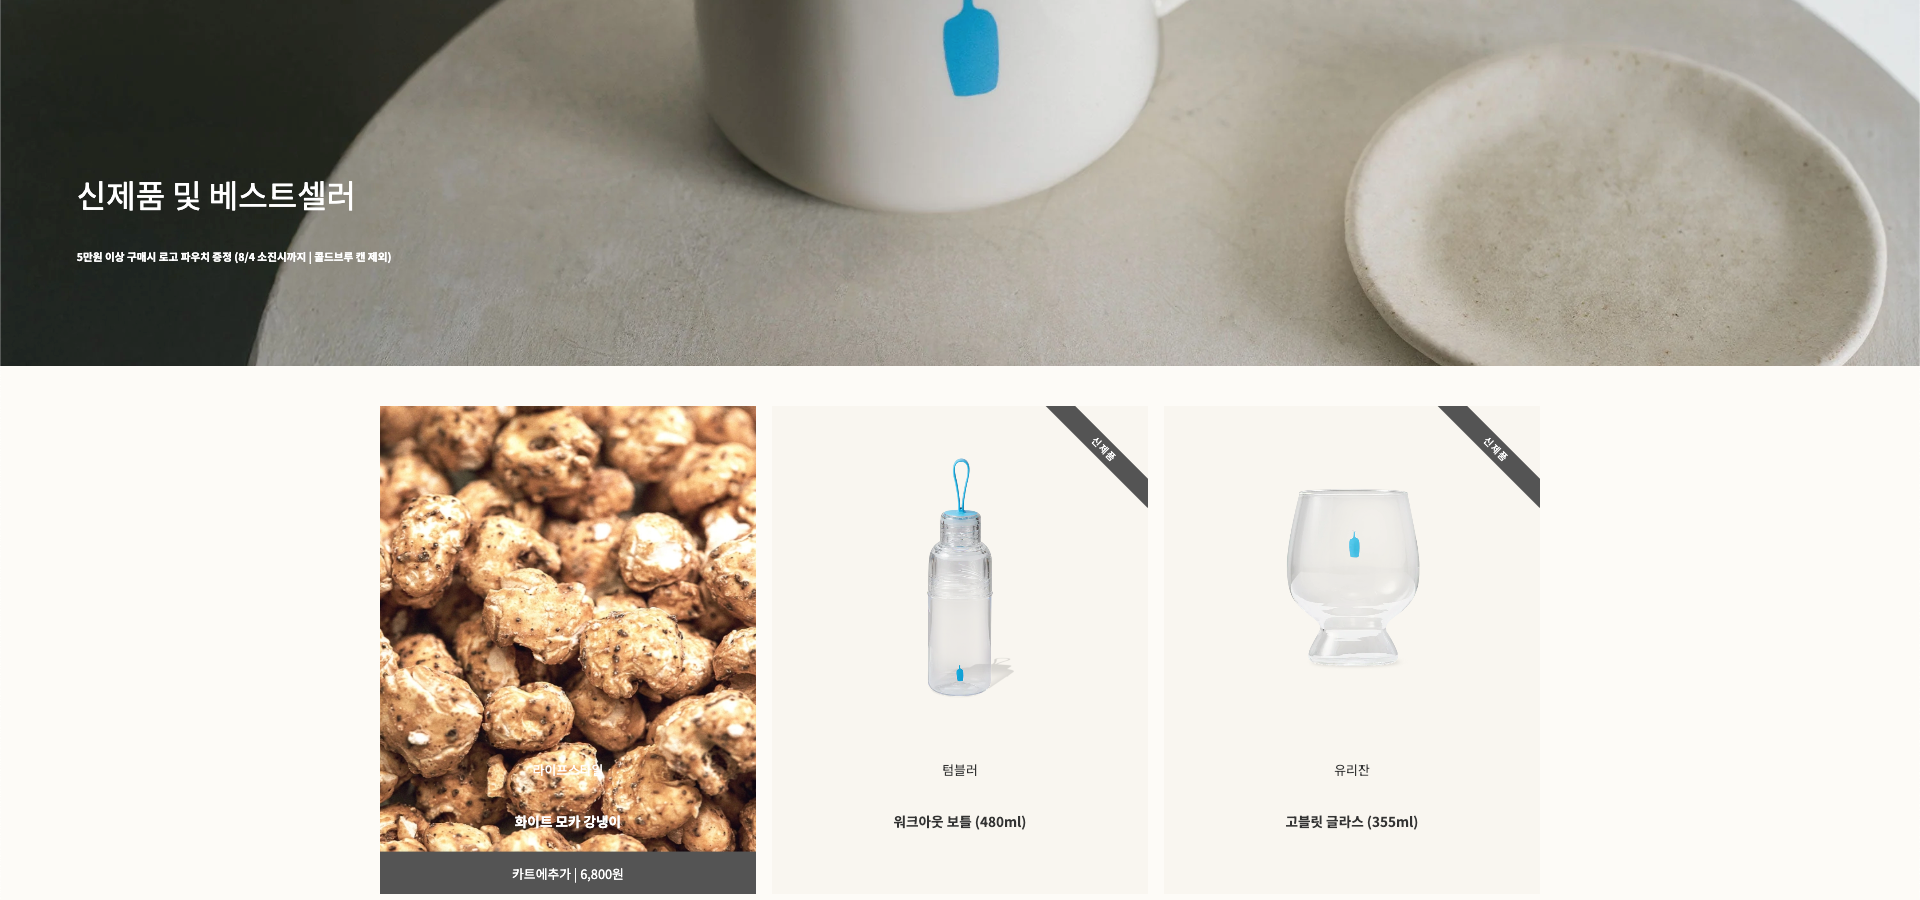 신제품 및 베스트셀러
5만원 이상 구매시 로고 파우치 증정 (8/4 소진시까지 | 콜드브루 캔 제외)
신제품
신제품
라이프스타일
텀블러
유리잔
화이트 모카 강냉이
워크아웃 보틀 (480ml)
고블릿 글라스 (355ml)
카트에추가 | 6,800원